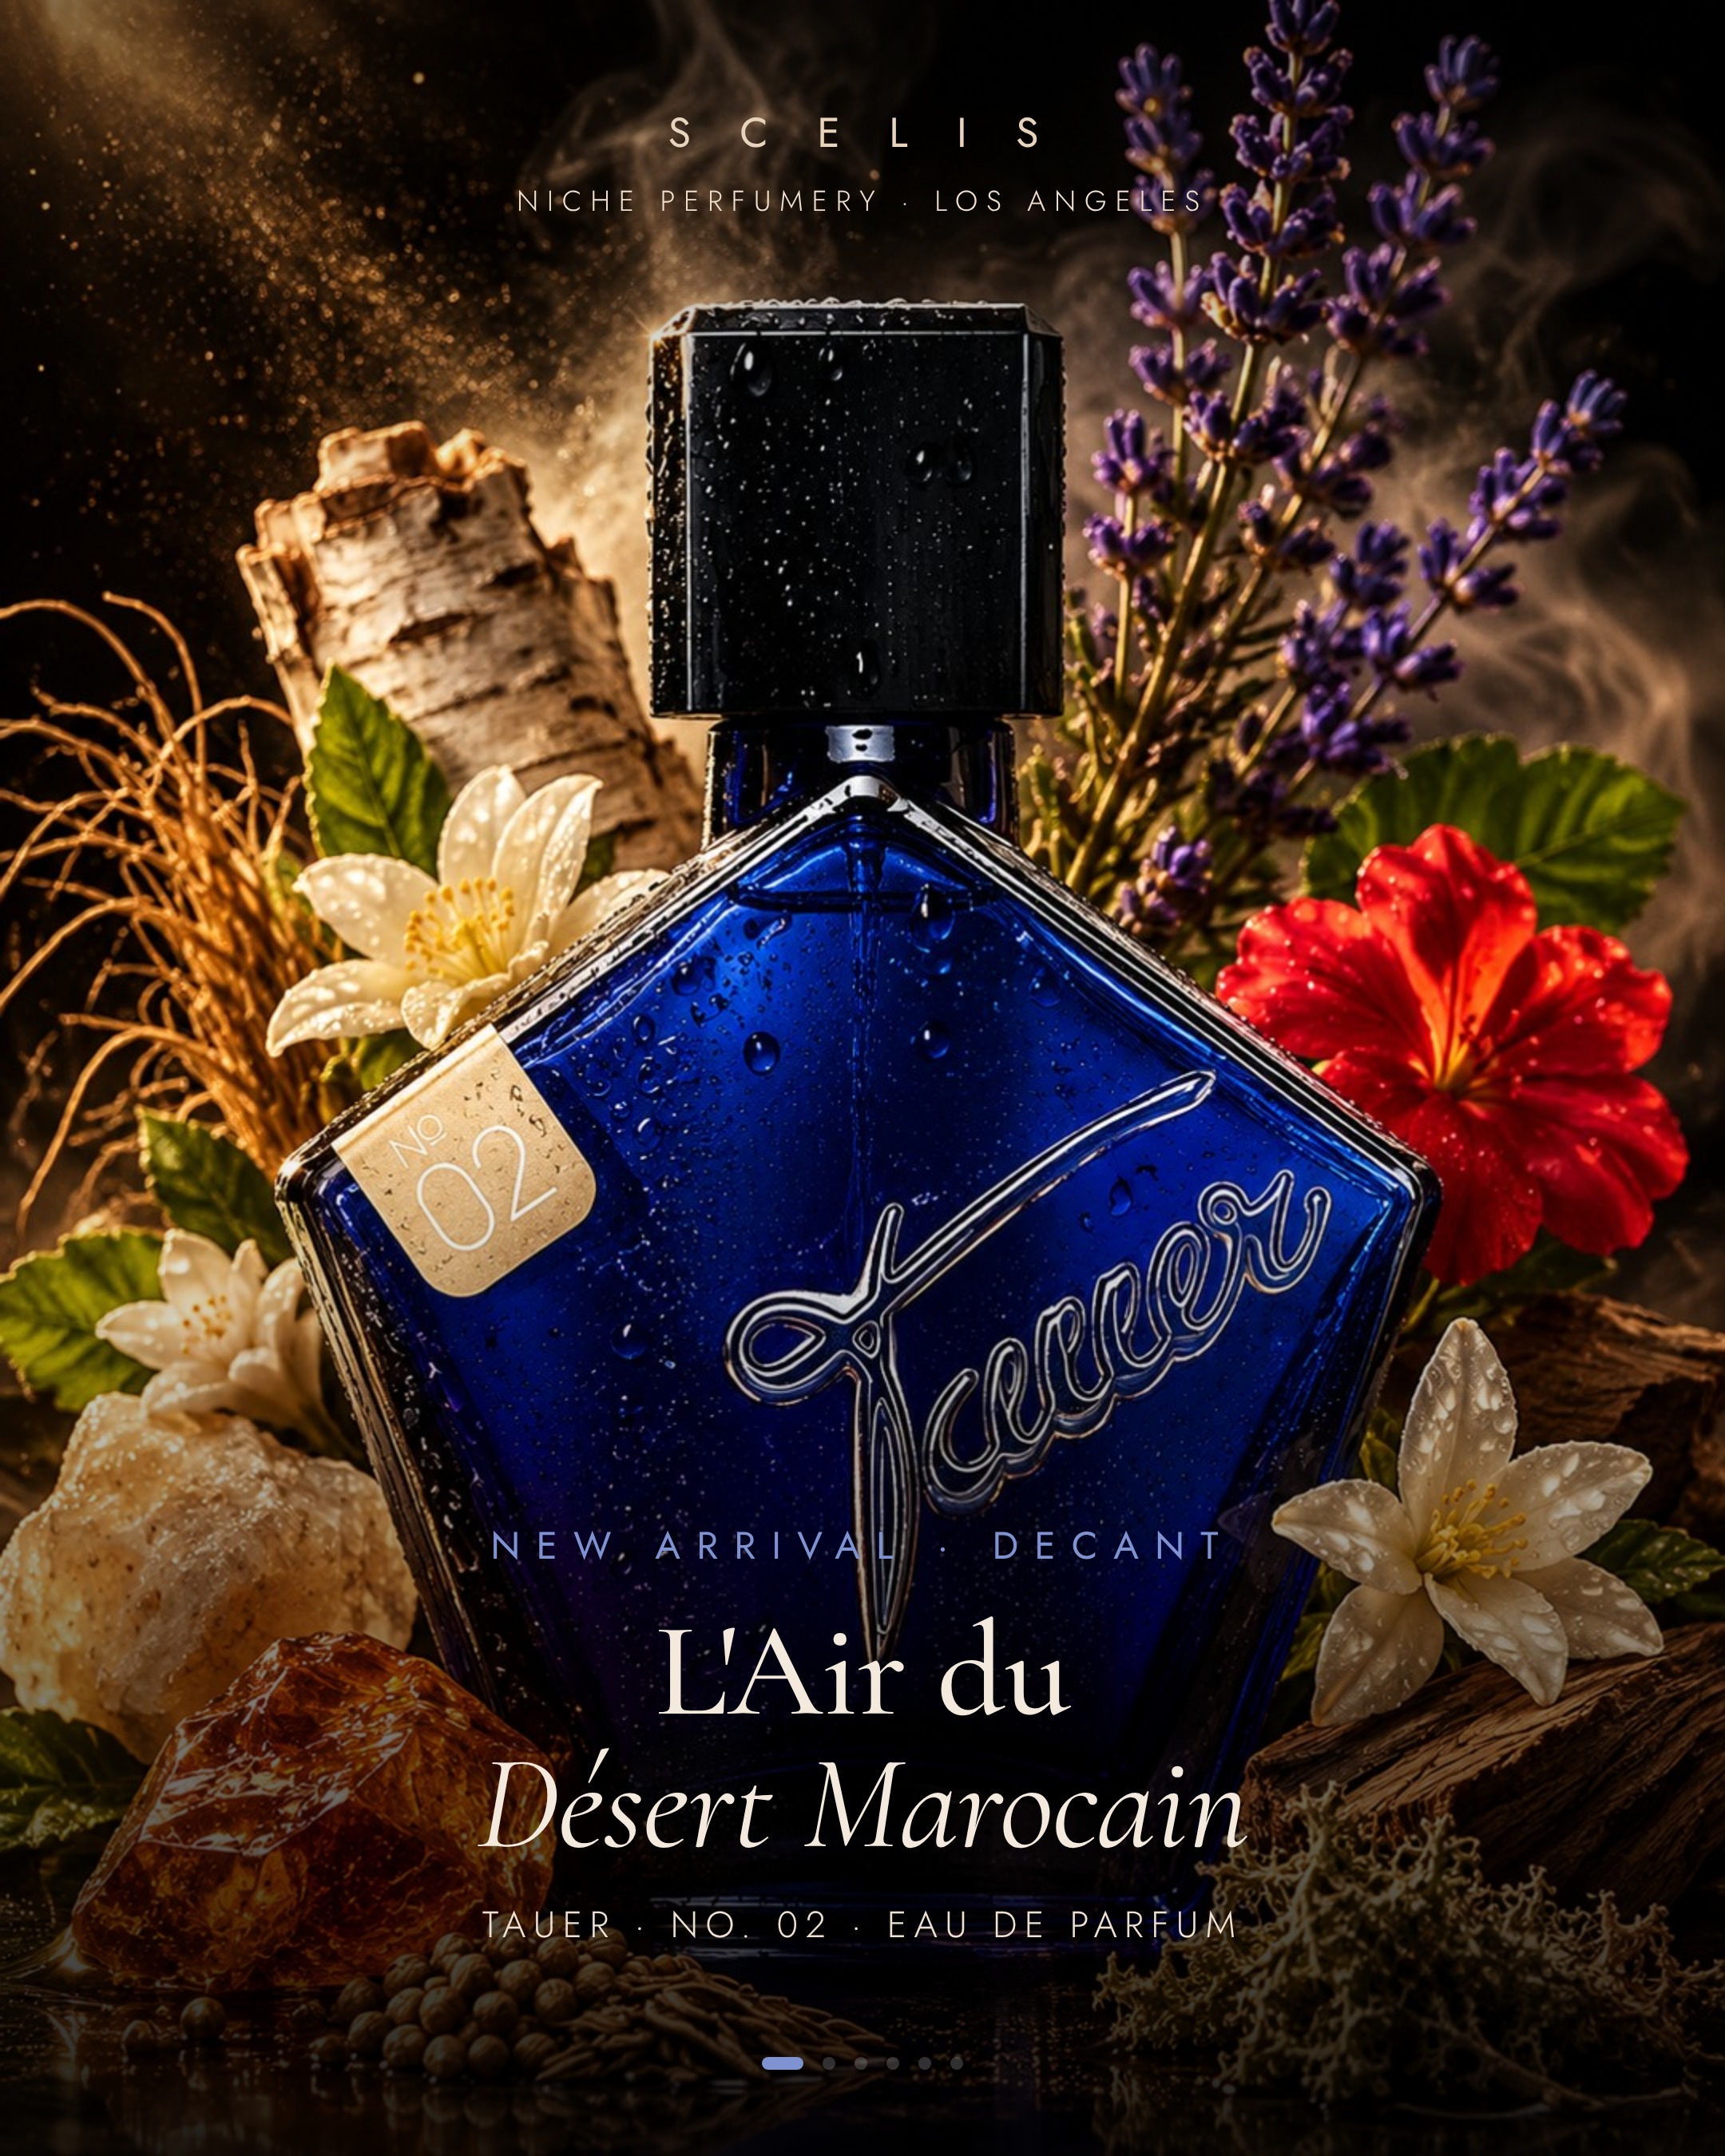 SCELIS
NICHE PERFUMERY · LOS ANGELES
Nº
02
Tauer
NEW ARRIVAL · DECANT
L'Air du
Désert Marocain
TAUER · NO. 02 · EAU DE PARFUM